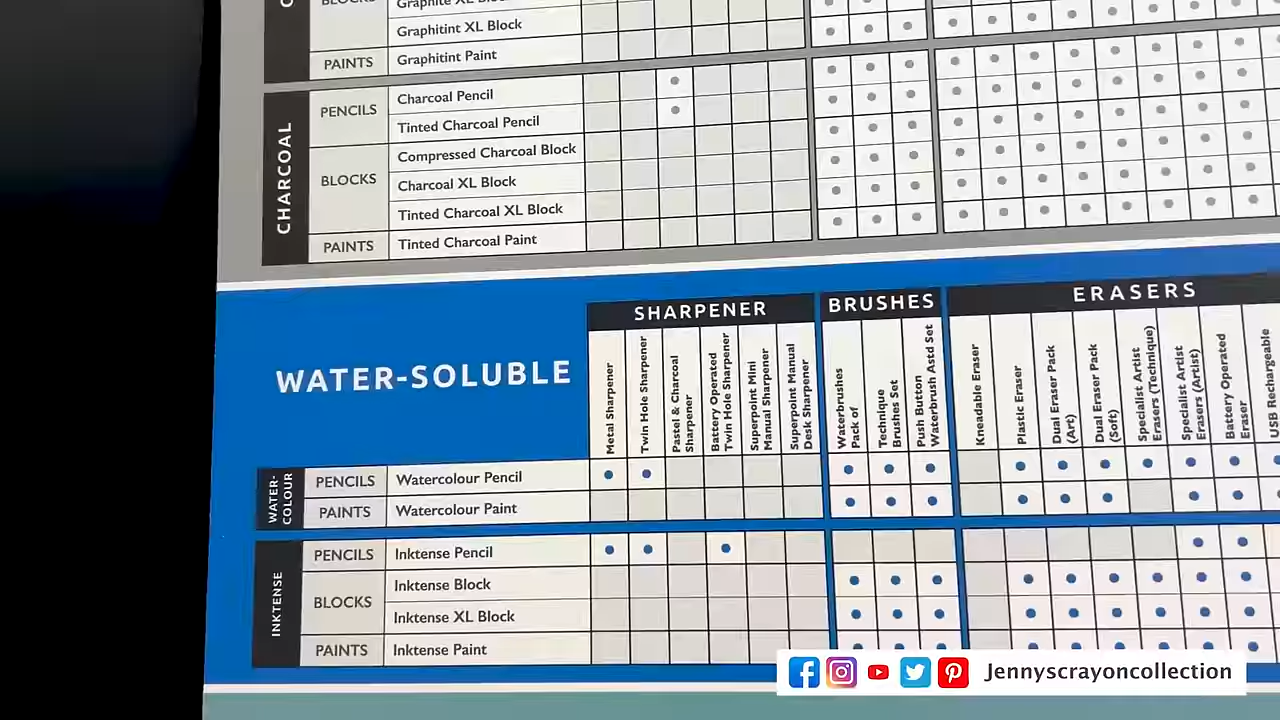 BLOCKS
Graphite XL Block
Graphitint XL Block
PAINTS
Graphitint Paint
CHARCOAL
PENCILS
Charcoal Pencil
Tinted Charcoal Pencil
BLOCKS
Compressed Charcoal Block
Charcoal XL Block
Tinted Charcoal XL Block
PAINTS
Tinted Charcoal Paint
WATER-SOLUBLE
SHARPENER
BRUSHES
ERASERS
Metal Sharpener
Twin Hole Sharpener
Pastel & Charcoal
Sharpener
Battery Operated
Twin Hole Sharpener
Superpoint Mini
Manual Sharpener
Superpoint Manual
Desk Sharpener
Waterbrushes
Pack of
Technique
Brushes Set
Push Button
Waterbrush Astd Set
Kneadable Eraser
Plastic Eraser
Dual Eraser Pack
(Art)
Dual Eraser Pack
(Soft)
Specialist Artist
Erasers (Technique)
Specialist Artist
Erasers (Artist)
Battery Operated
Eraser
USB Rechargeable
WATER-
COLOUR
PENCILS
Watercolour Pencil
PAINTS
Watercolour Paint
INKTENSE
PENCILS
Inktense Pencil
BLOCKS
Inktense Block
Inktense XL Block
PAINTS
Inktense Paint
Jennyscrayoncollection